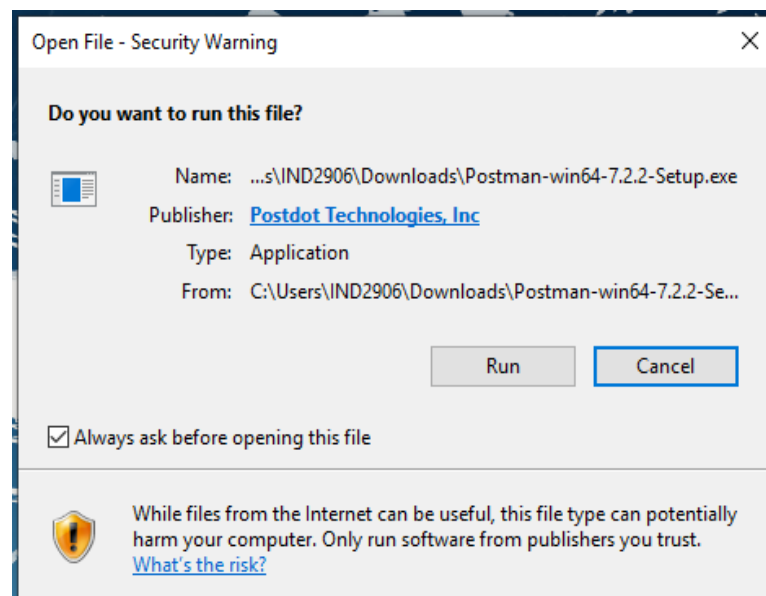 Open File - Security Warning
Do you want to run this file?
Name: ...s\IND2906\Downloads\Postman-win64-7.2.2-Setup.exe
Publisher: Postdot Technologies, Inc
Type: Application
From: C:\Users\IND2906\Downloads\Postman-win64-7.2.2-Se...
Run Cancel
Always ask before opening this file
While files from the Internet can be useful, this file type can potentially
harm your computer. Only run software from publishers you trust.
What's the risk?